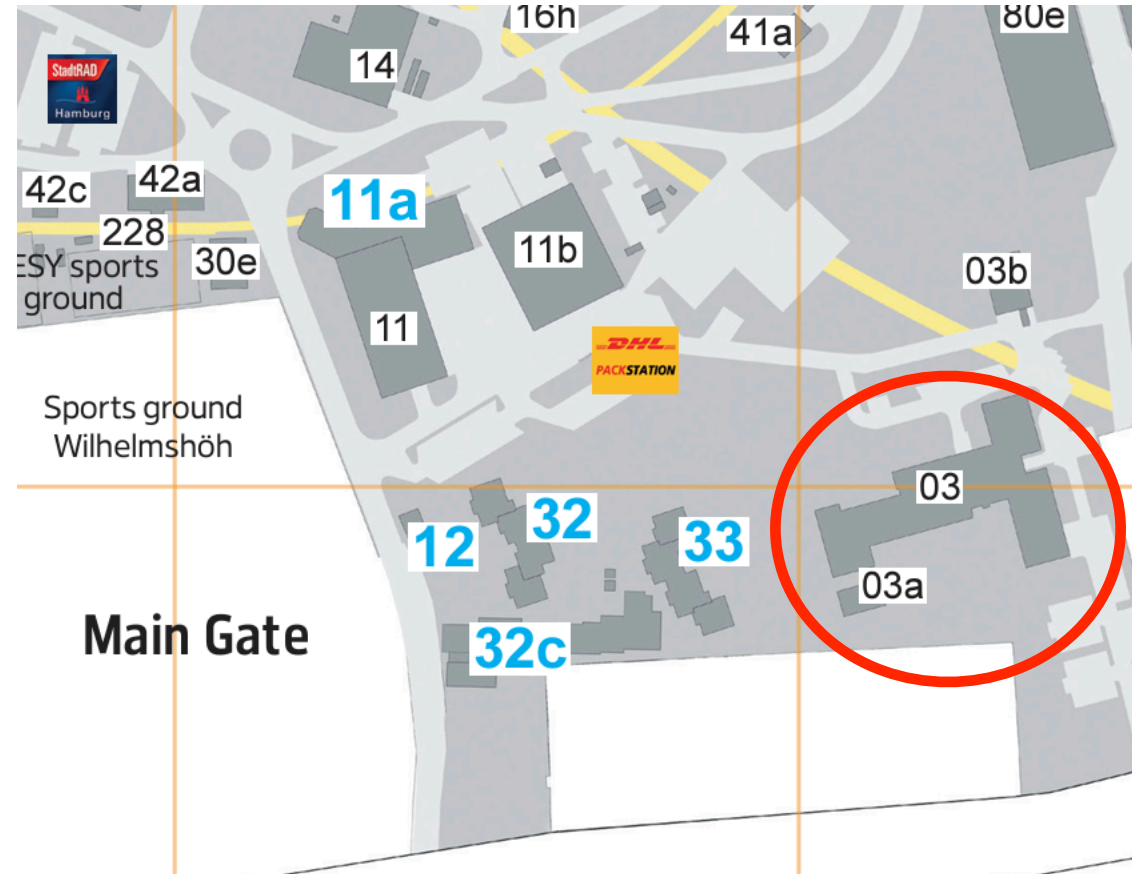 16h
80e
41a
14
StadtRAD
Hamburg
42c
42a
11a
228
11b
ESY sports
ground
30e
03b
11
DHL
PACKSTATION
Sports ground
Wilhelmshöh
03
12
32
33
03a
Main Gate
32c